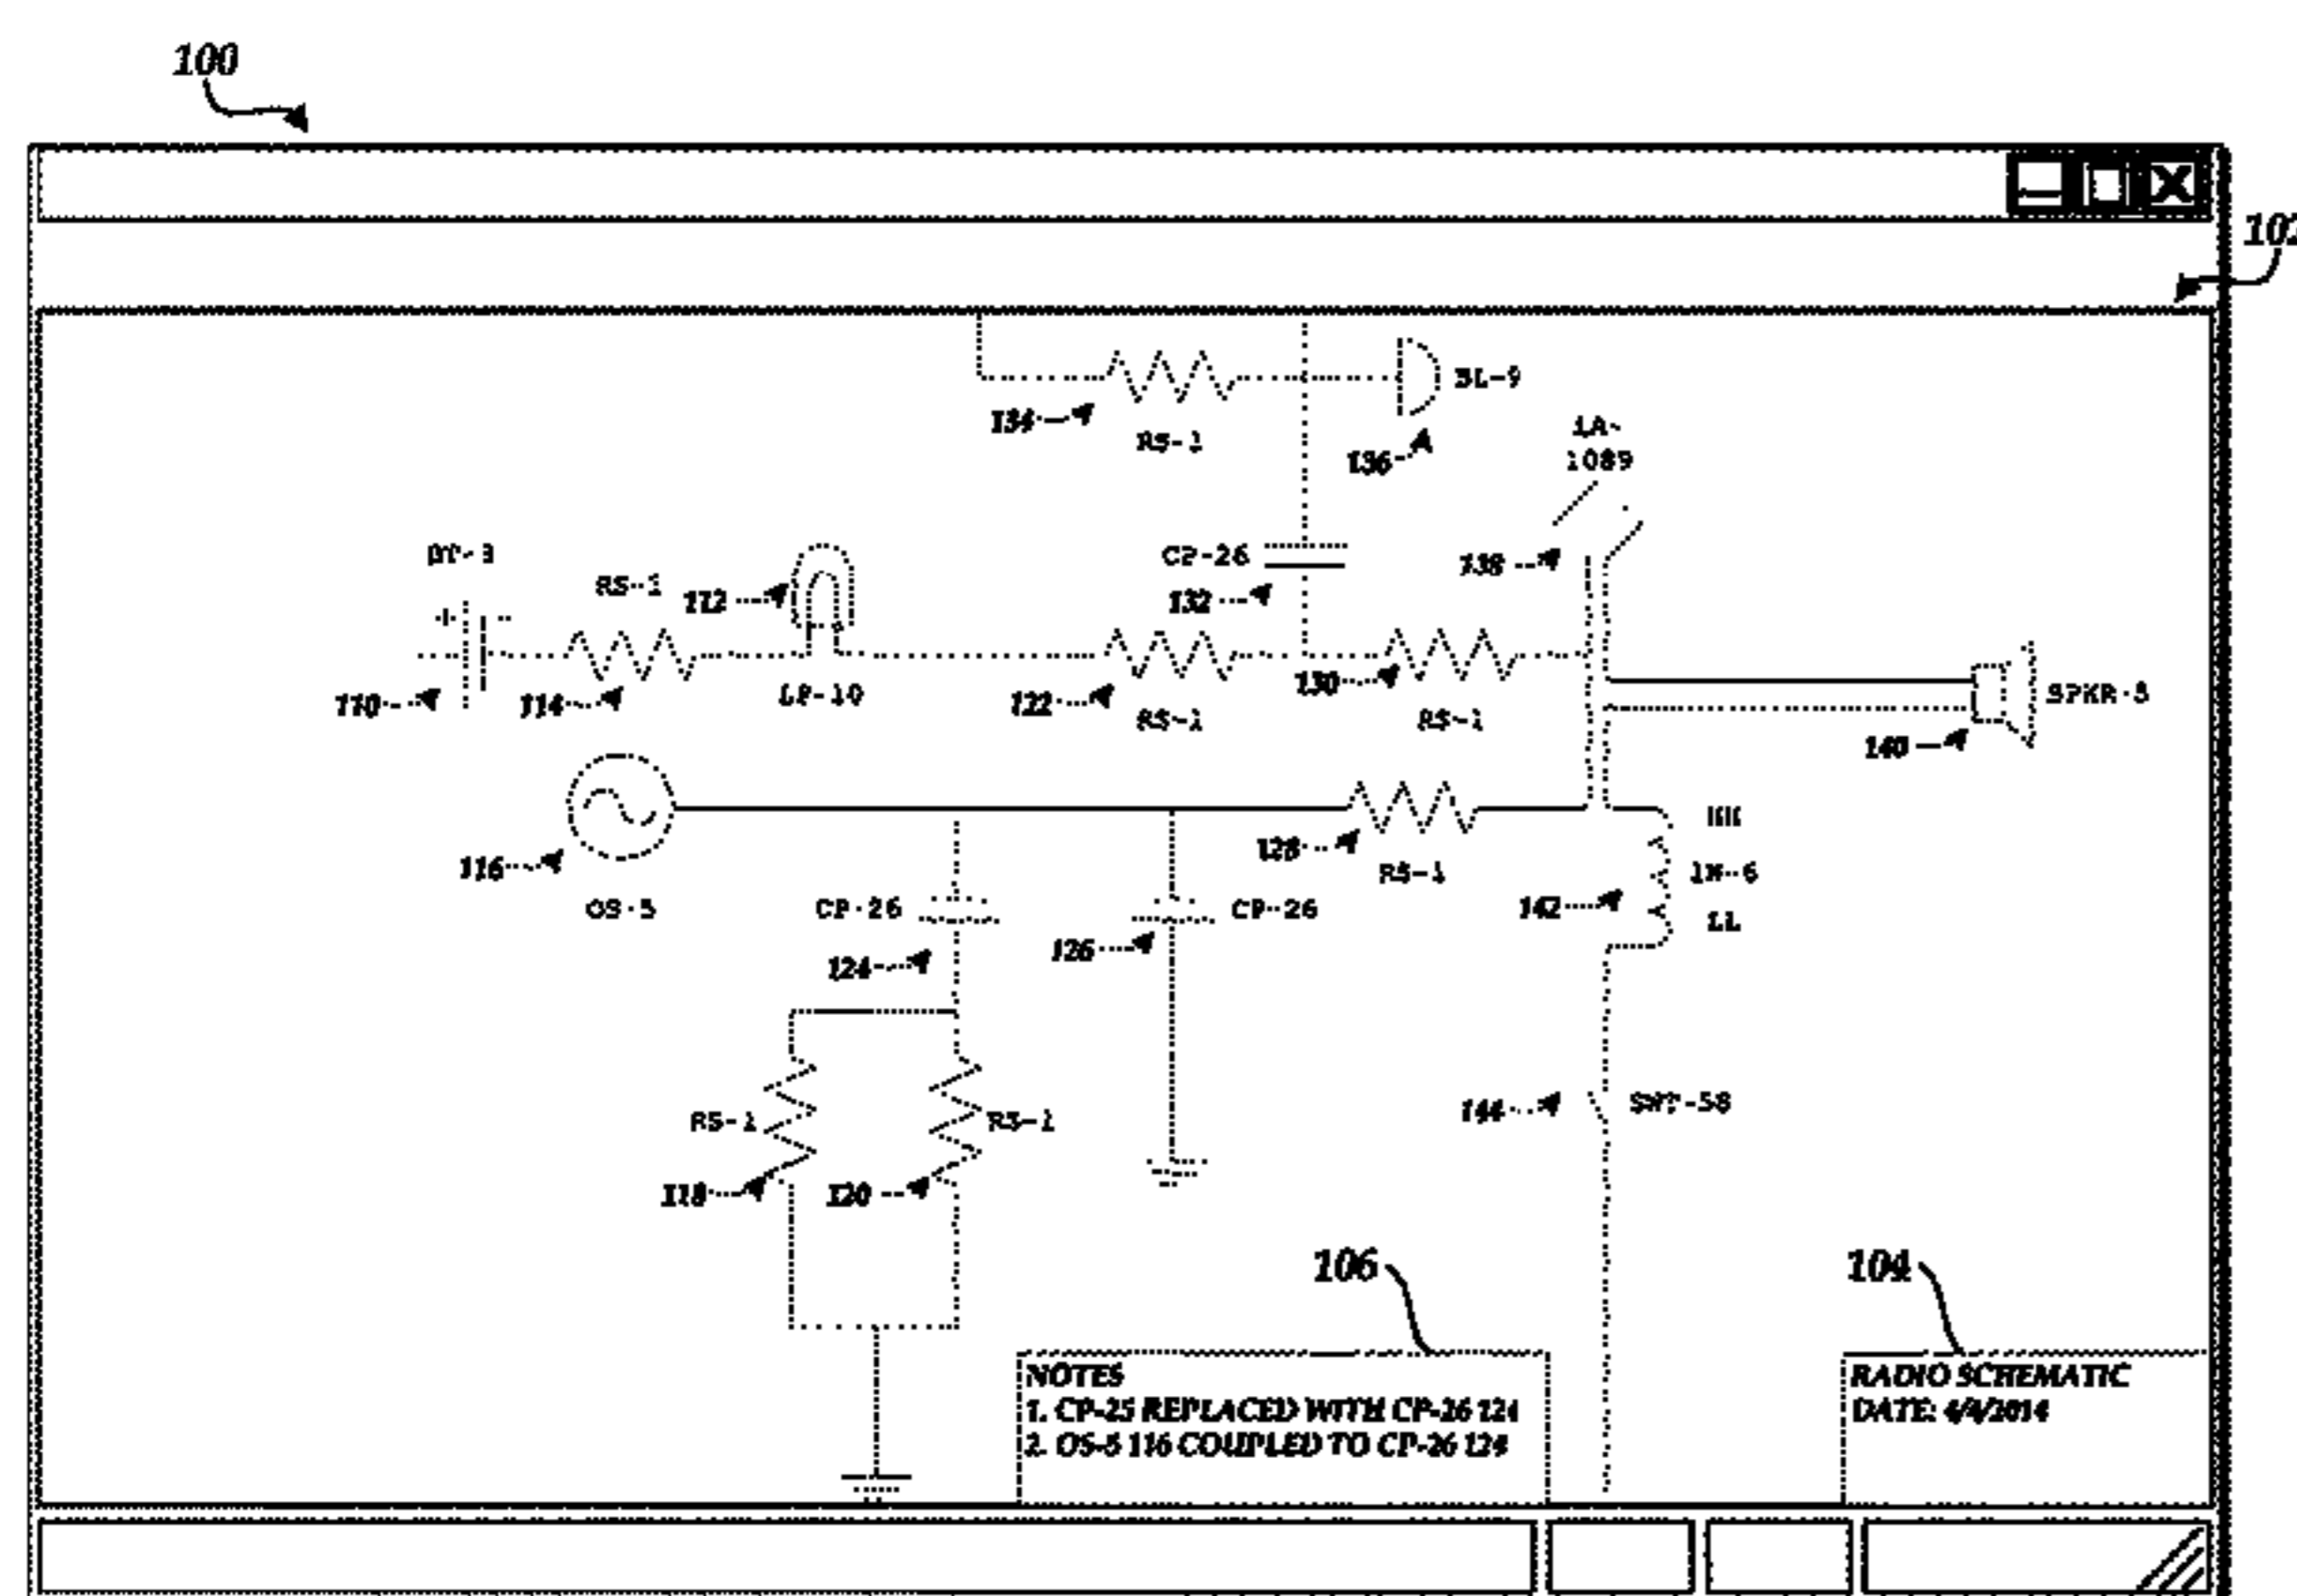 100
102
134
RS-1
136
BL-9
1089
RS-1
112
CP-26
132
138
110
114
LP-10
122
RS-1
130
RS-1
SPKR-5
140
116
OS-5
CP-26
124
126
CP-26
128
RS-1
142
IN-6
LL
RS-1
118
RS-1
120
144
106
104
NOTES
1. CP-25 REPLACED WITH CP-26 124
2. OS-5 116 COUPLED TO CP-26 124
RADIO SCHEMATIC
DATE: 4/4/2014